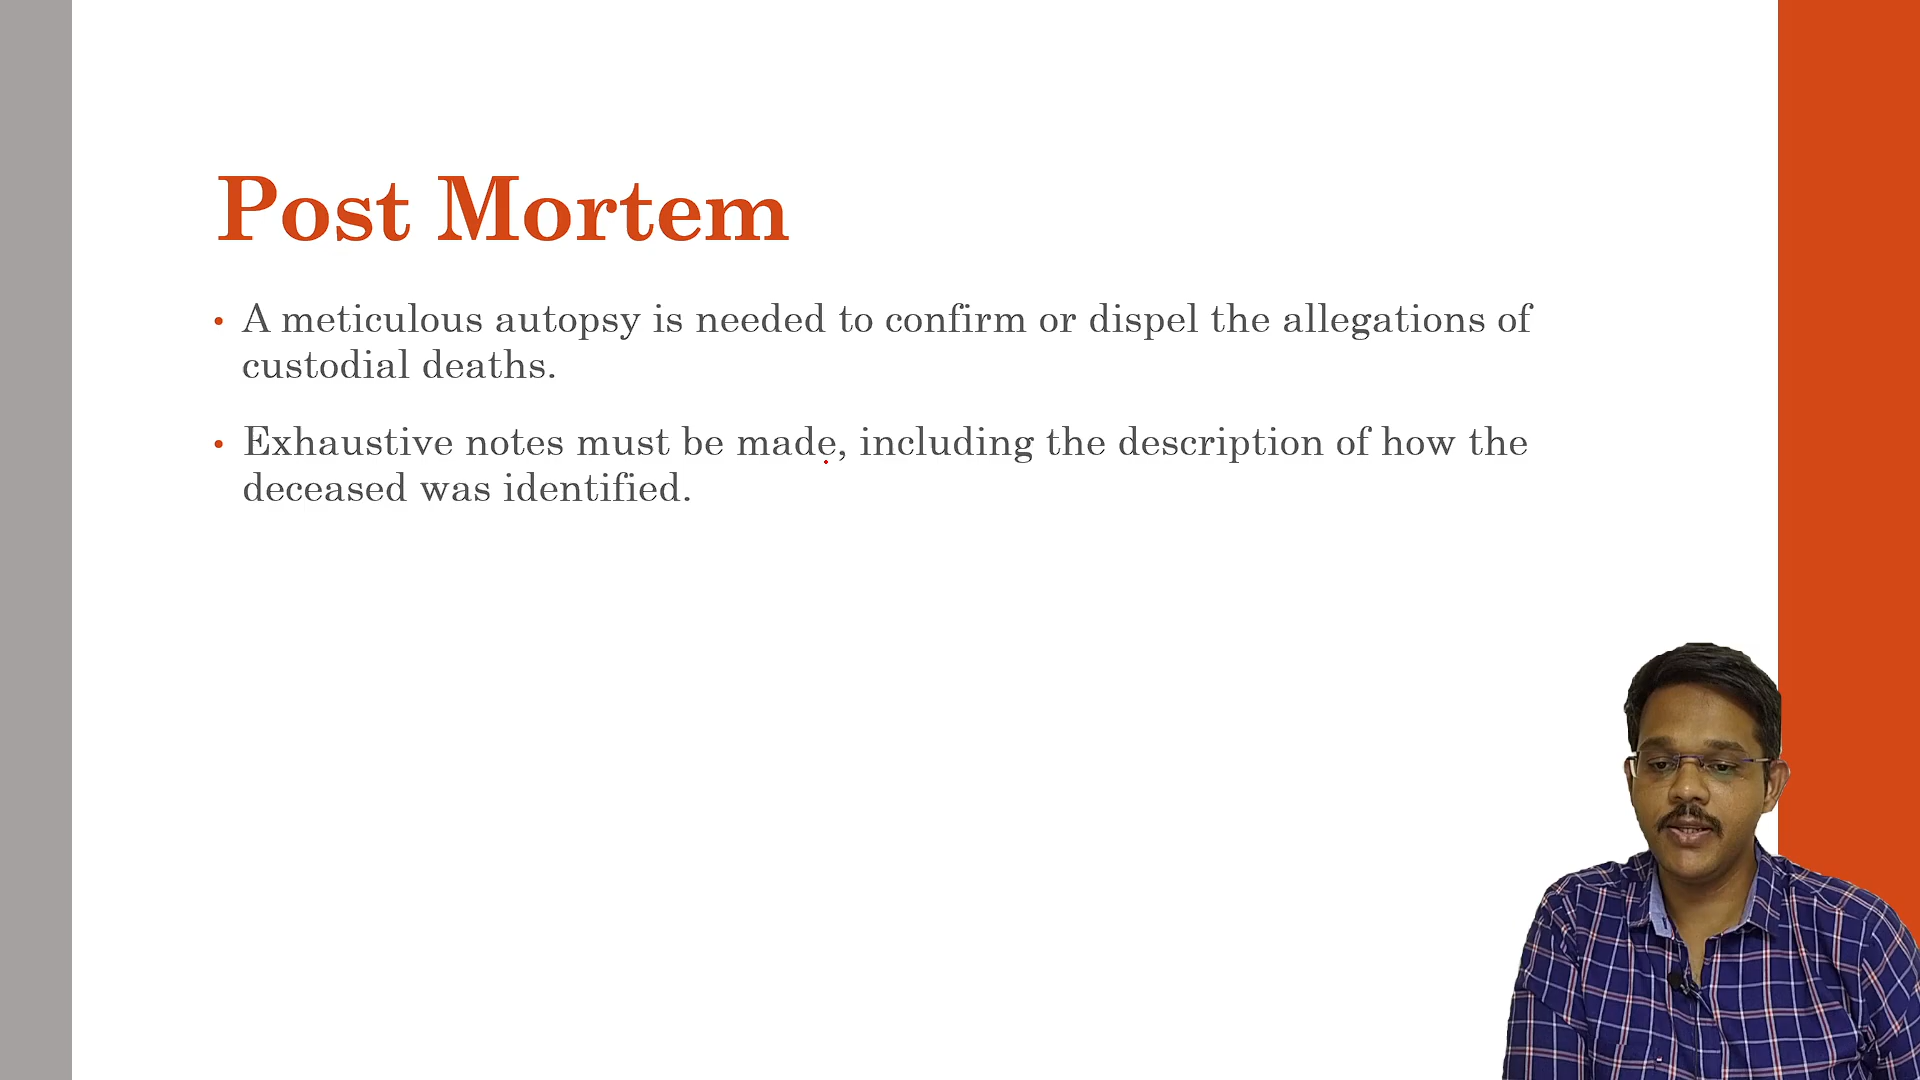 Post Mortem
• A meticulous autopsy is needed to confirm or dispel the allegations of
custodial deaths.
• Exhaustive notes must be made, including the description of how the
deceased was identified.